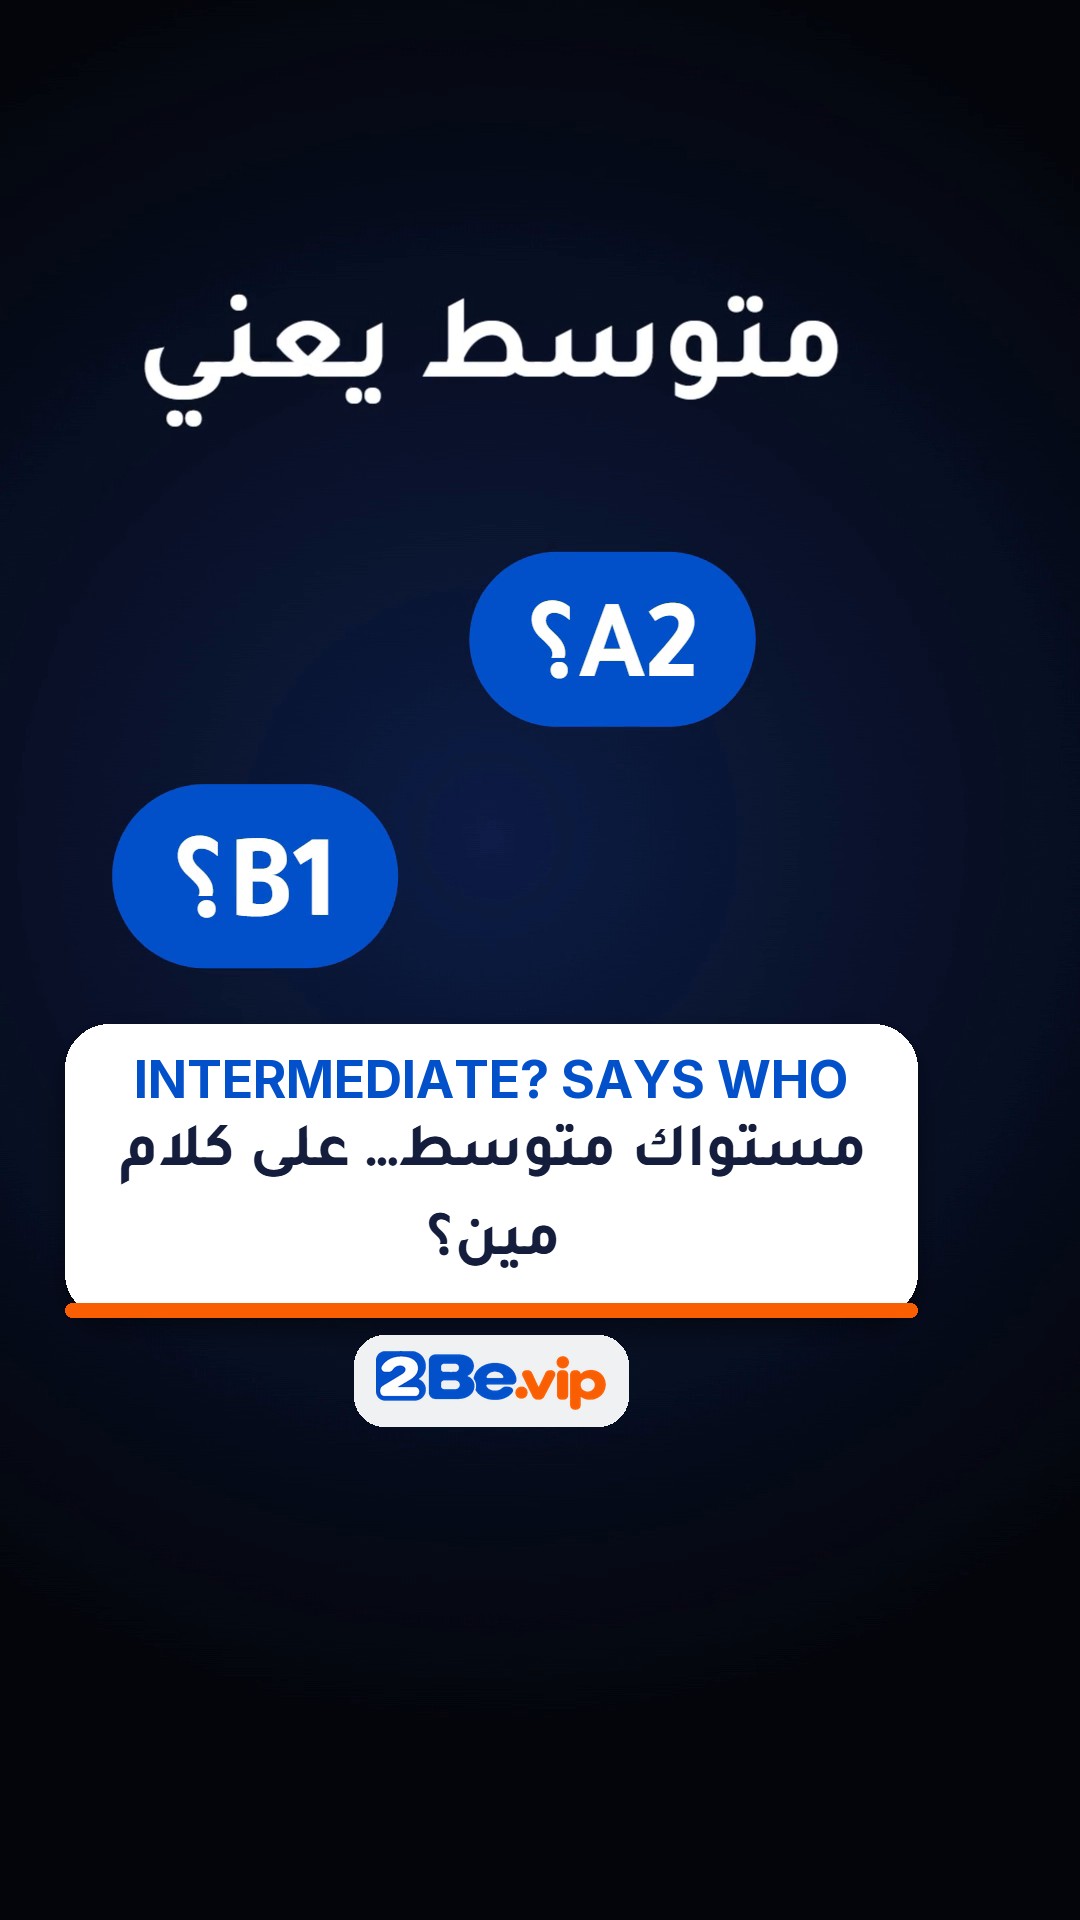 متوسط يعني
A2؟
B1؟
INTERMEDIATE? SAYS WHO
مستواك متوسط... على كلام
مين؟
2Be.vip